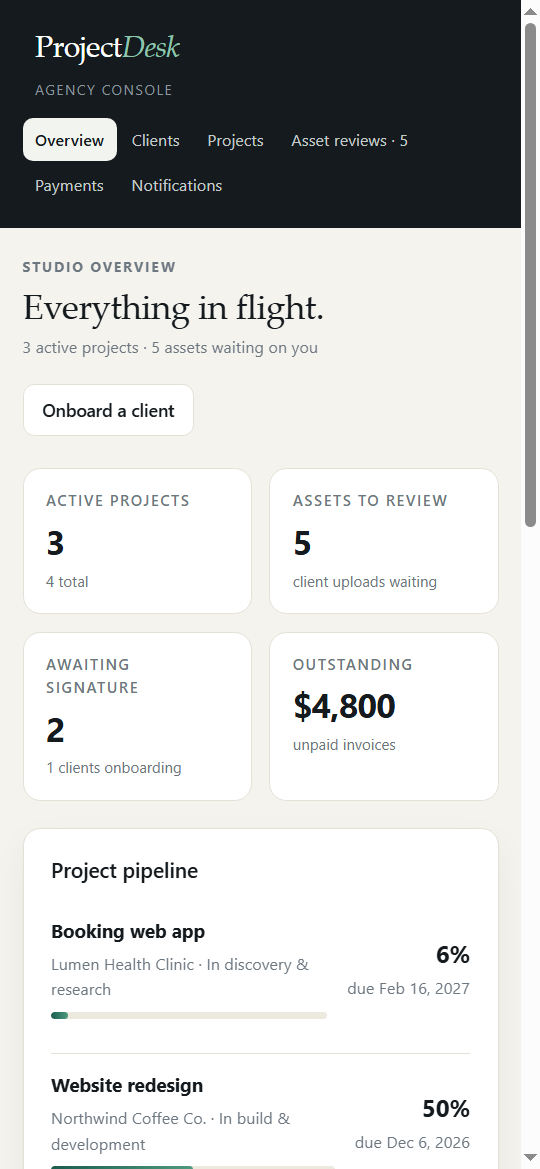 ProjectDesk
AGENCY CONSOLE
Overview Clients Projects Asset reviews · 5
Payments Notifications
STUDIO OVERVIEW
Everything in flight.
3 active projects · 5 assets waiting on you
Onboard a client
ACTIVE PROJECTS
3
4 total
ASSETS TO REVIEW
5
client uploads waiting
AWAITING
SIGNATURE
2
1 clients onboarding
OUTSTANDING
$4,800
unpaid invoices
Project pipeline
Booking web app
Lumen Health Clinic · In discovery &
research
6%
due Feb 16, 2027
Website redesign
Northwind Coffee Co. · In build &
development
50%
due Dec 6, 2026